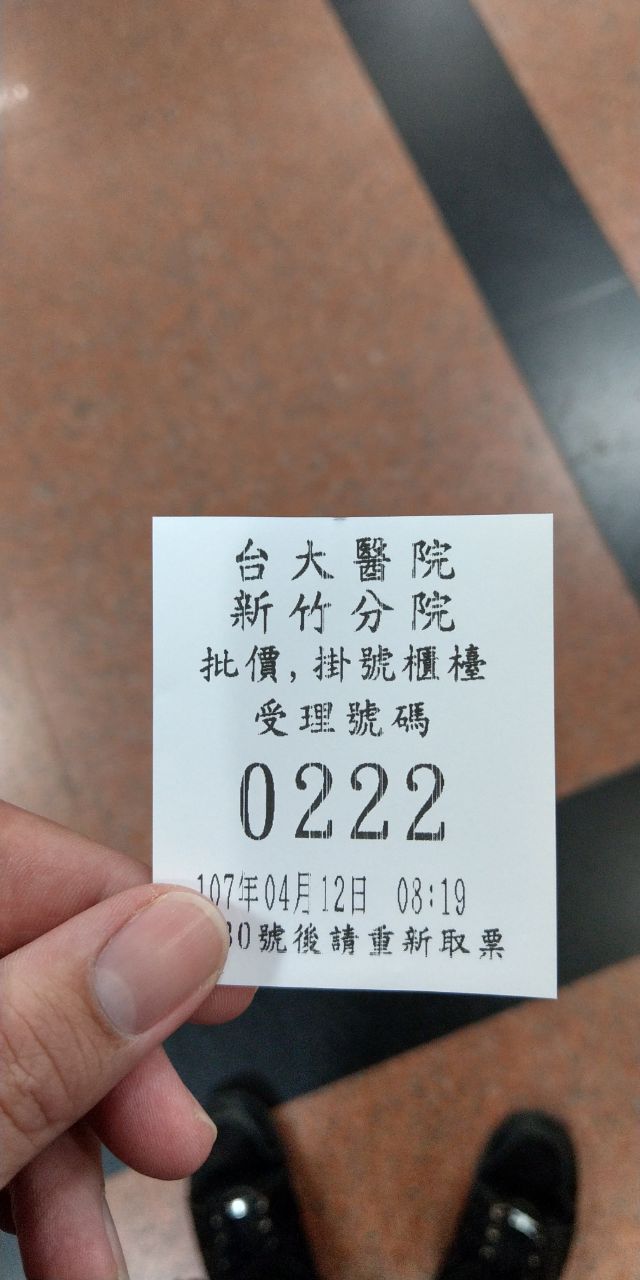 台大醫院
新竹分院
批價,掛號櫃檯
受理號碼
0222
107年04月12日 08:19
30號後請重新取票